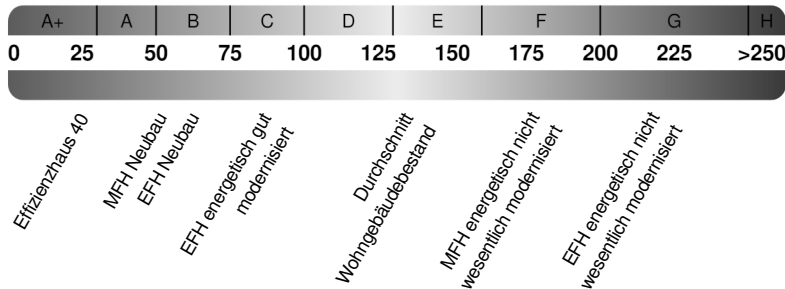 A+ A B C D E F G H
0 25 50 75 100 125 150 175 200 225 >250
Effizienzhaus 40
MFH Neubau
EFH Neubau
EFH energetisch gut
modernisiert
Durchschnitt
Wohngebäudebestand
MFH energetisch nicht
wesentlich modernisiert
EFH energetisch nicht
wesentlich modernisiert